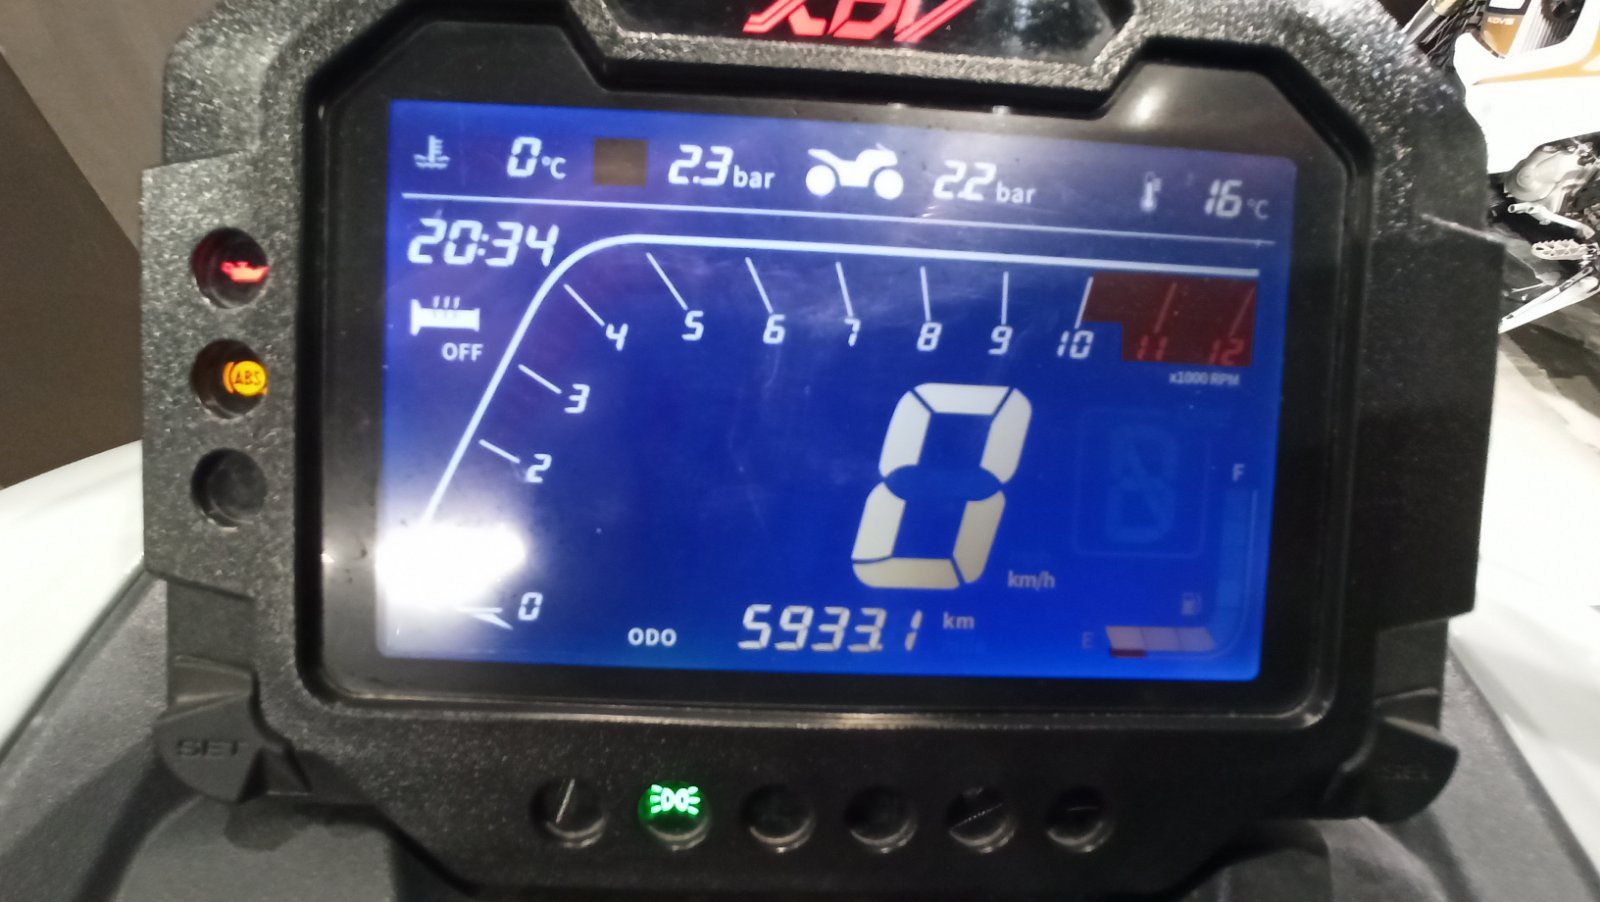 0°C 2.3 bar 2.2 bar 16°C
20:34
OFF
0 2 3 4 5 6 7 8 9 10 11 12
x1000 RPM
ABS
0
km/h
F
E
ODO 5933.1 km
SET